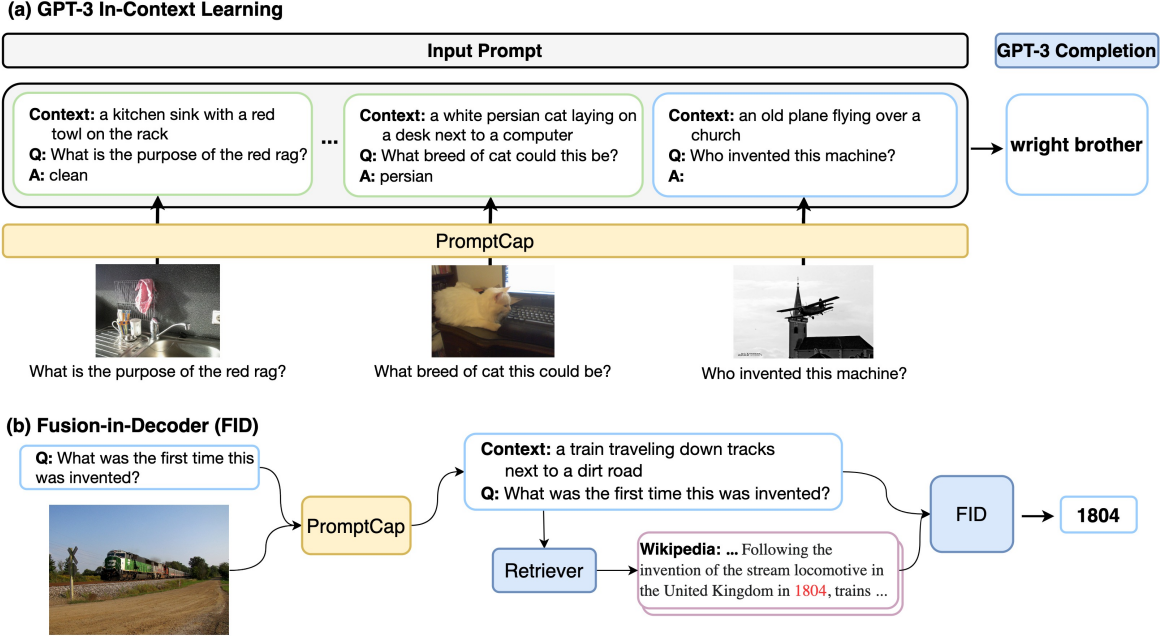 (a) GPT-3 In-Context Learning
Input Prompt
GPT-3 Completion
Context: a kitchen sink with a red
towl on the rack
Q: What is the purpose of the red rag?
A: clean
...
Context: a white persian cat laying on
a desk next to a computer
Q: What breed of cat could this be?
A: persian
Context: an old plane flying over a
church
Q: Who invented this machine?
A:
wright brother
PromptCap
What is the purpose of the red rag?
What breed of cat this could be?
Who invented this machine?
(b) Fusion-in-Decoder (FID)
Q: What was the first time this
was invented?
PromptCap
Context: a train traveling down tracks
next to a dirt road
Q: What was the first time this was invented?
Retriever
Wikipedia: ... Following the
invention of the stream locomotive in
the United Kingdom in 1804, trains ...
FID
1804